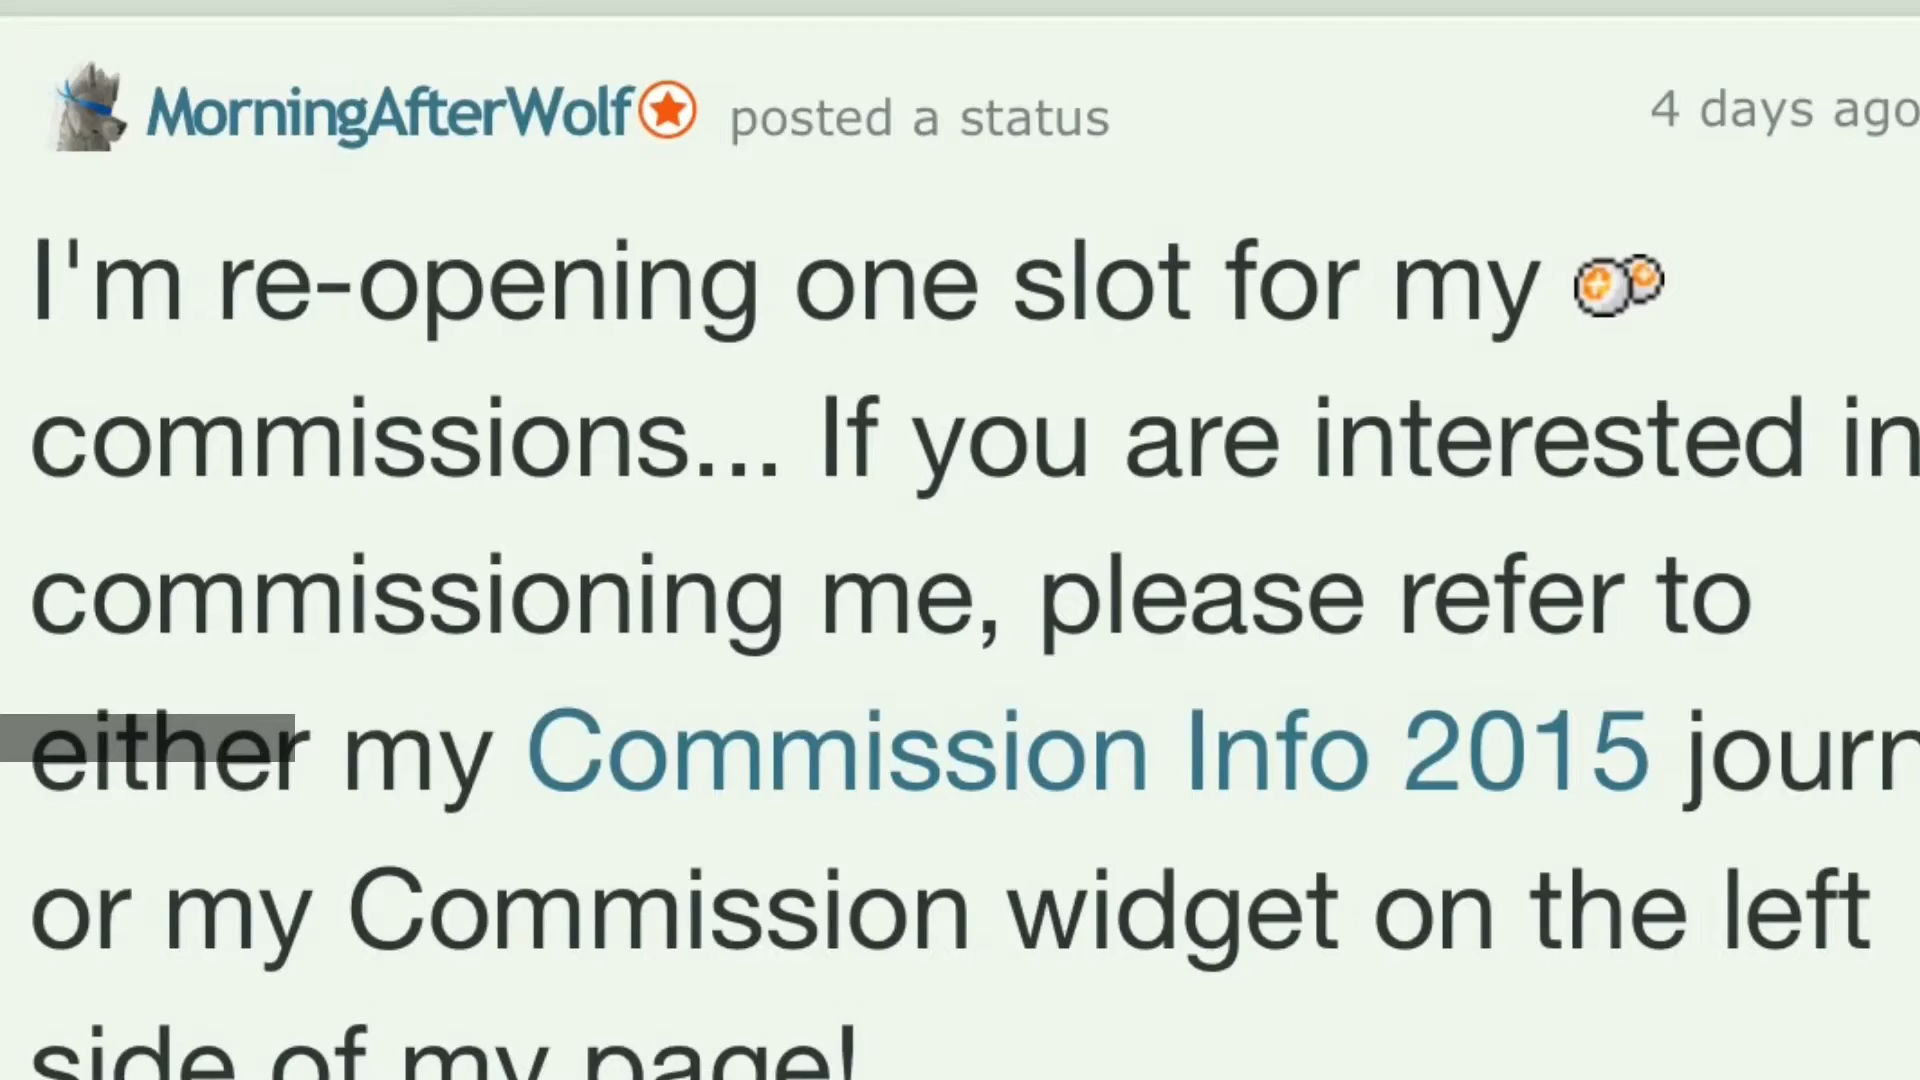 MorningAfterWolf posted a status 4 days ago
I'm re-opening one slot for my
commissions... If you are interested in
commissioning me, please refer to
either my Commission Info 2015 journ
or my Commission widget on the left
side of my page!